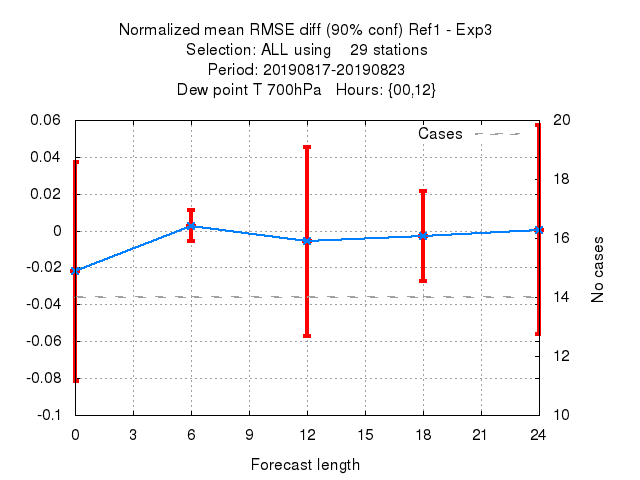 Normalized mean RMSE diff (90% conf) Ref1 - Exp3
Selection: ALL using    29 stations
Period: 20190817-20190823
Dew point T 700hPa   Hours: {00,12}
Cases
0.06
0.04
0.02
0
-0.02
-0.04
-0.06
-0.08
-0.1
20
18
16
14
12
10
No cases
0 3 6 9 12 15 18 21 24
Forecast length